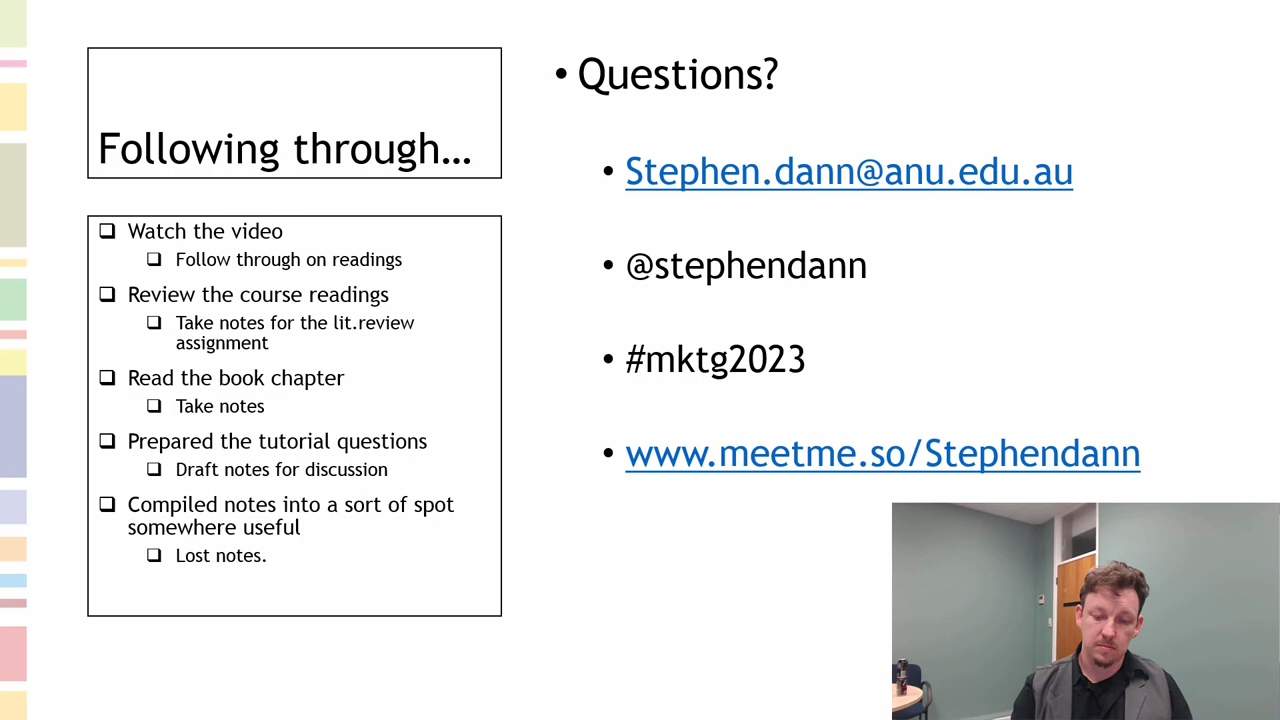 Following through...
❑ Watch the video
❑ Follow through on readings
❑ Review the course readings
❑ Take notes for the lit.review
assignment
❑ Read the book chapter
❑ Take notes
❑ Prepared the tutorial questions
❑ Draft notes for discussion
❑ Compiled notes into a sort of spot
somewhere useful
❑ Lost notes.
• Questions?
• Stephen.dann@anu.edu.au
• @stephendann
• #mktg2023
• www.meetme.so/Stephendann